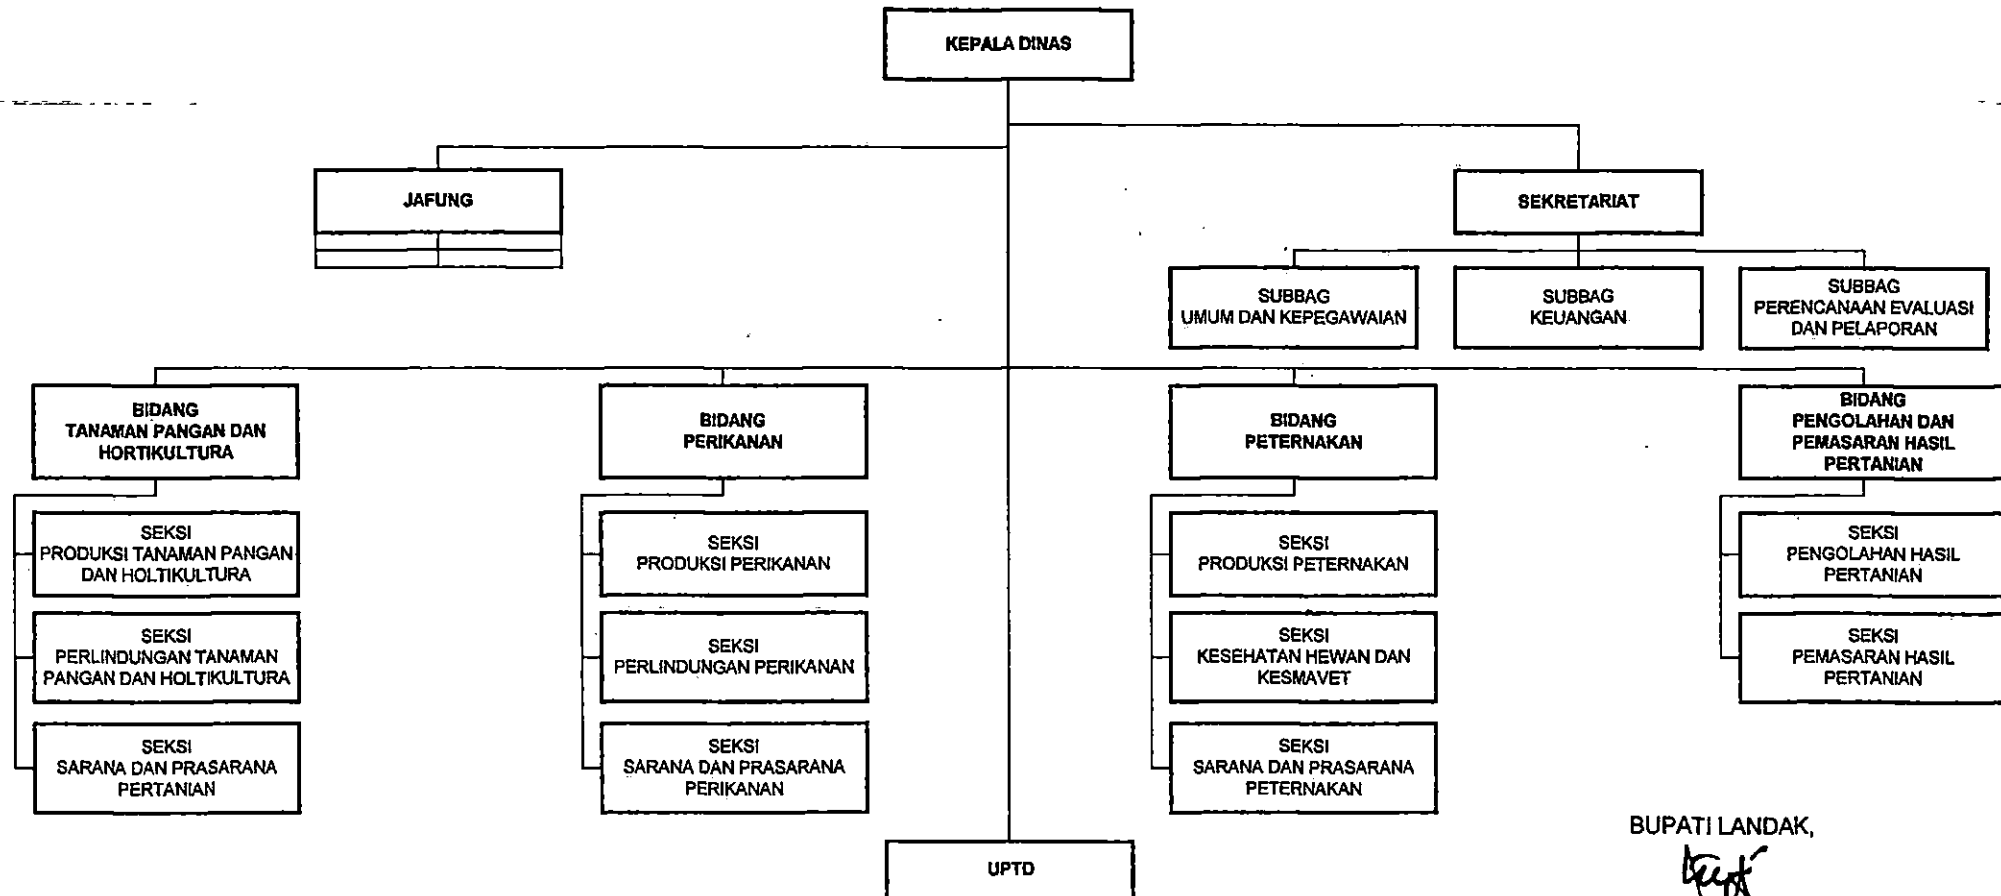 KEPALA DINAS
JAFUNG
SEKRETARIAT
SUBBAG
UMUM DAN KEPEGAWAIAN
SUBBAG
KEUANGAN
SUBBAG
PERENCANAAN EVALUASI
DAN PELAPORAN
BIDANG
TANAMAN PANGAN DAN
HORTIKULTURA
BIDANG
PERIKANAN
BIDANG
PETERNAKAN
BIDANG
PENGOLAHAN DAN
PEMASARAN HASIL
PERTANIAN
SEKSI
PRODUKSI TANAMAN PANGAN
DAN HOLTIKULTURA
SEKSI
PERLINDUNGAN TANAMAN
PANGAN DAN HOLTIKULTURA
SEKSI
SARANA DAN PRASARANA
PERTANIAN
SEKSI
PRODUKSI PERIKANAN
SEKSI
PERLINDUNGAN PERIKANAN
SEKSI
SARANA DAN PRASARANA
PERIKANAN
SEKSI
PRODUKSI PETERNAKAN
SEKSI
KESEHATAN HEWAN DAN
KESMAVET
SEKSI
SARANA DAN PRASARANA
PETERNAKAN
SEKSI
PENGOLAHAN HASIL
PERTANIAN
SEKSI
PEMASARAN HASIL
PERTANIAN
UPTD
BUPATI LANDAK,